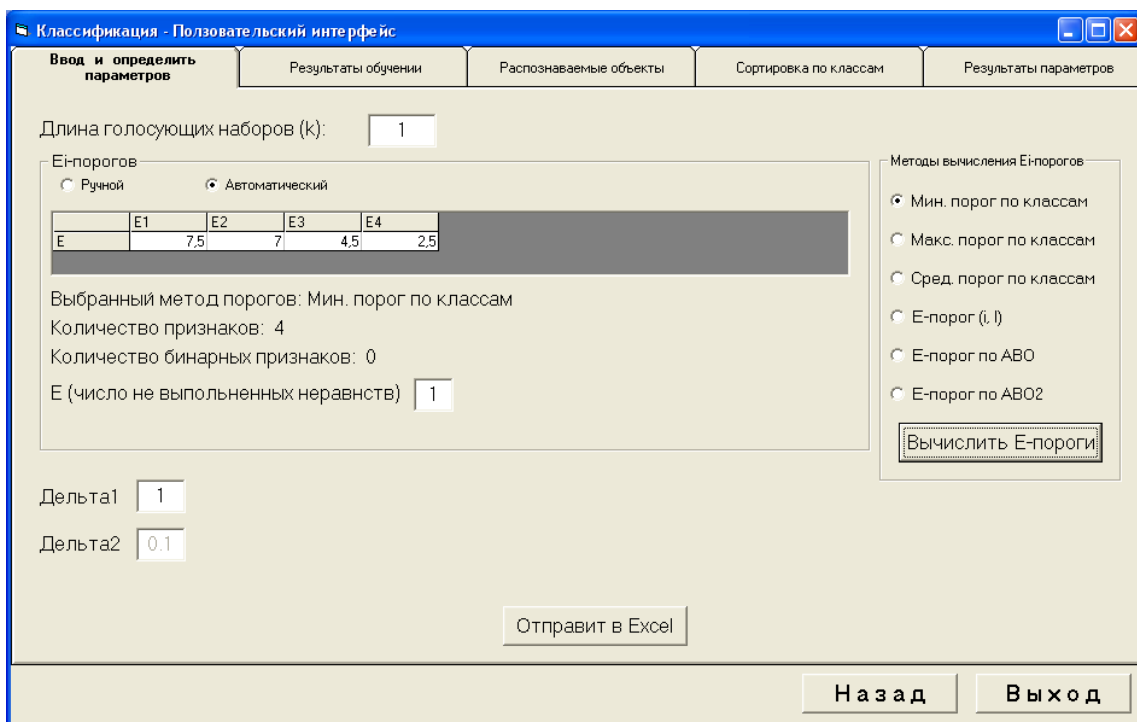 Классификация - Ползовательский интерфейс
Ввод и определить параметров
Результаты обучении
Распознаваемые объекты
Сортировка по классам
Результаты параметров
Длина голосующих наборов (k): 1
Ei-порогов
Ручной Автоматический
E1 E2 E3 E4
E 7,5 7 4,5 2,5
Выбранный метод порогов: Мин. порог по классам
Количество признаков: 4
Количество бинарных признаков: 0
E (число не выпольненных неравнств) 1
Методы вычисления Ei-порогов
Мин. порог по классам
Макс. порог по классам
Сред. порог по классам
E-порог (i, l)
E-порог по АВО
E-порог по АВО2
Вычислить E-пороги
Дельта1 1
Дельта2 0.1
Отправит в Excel
Назад Выход